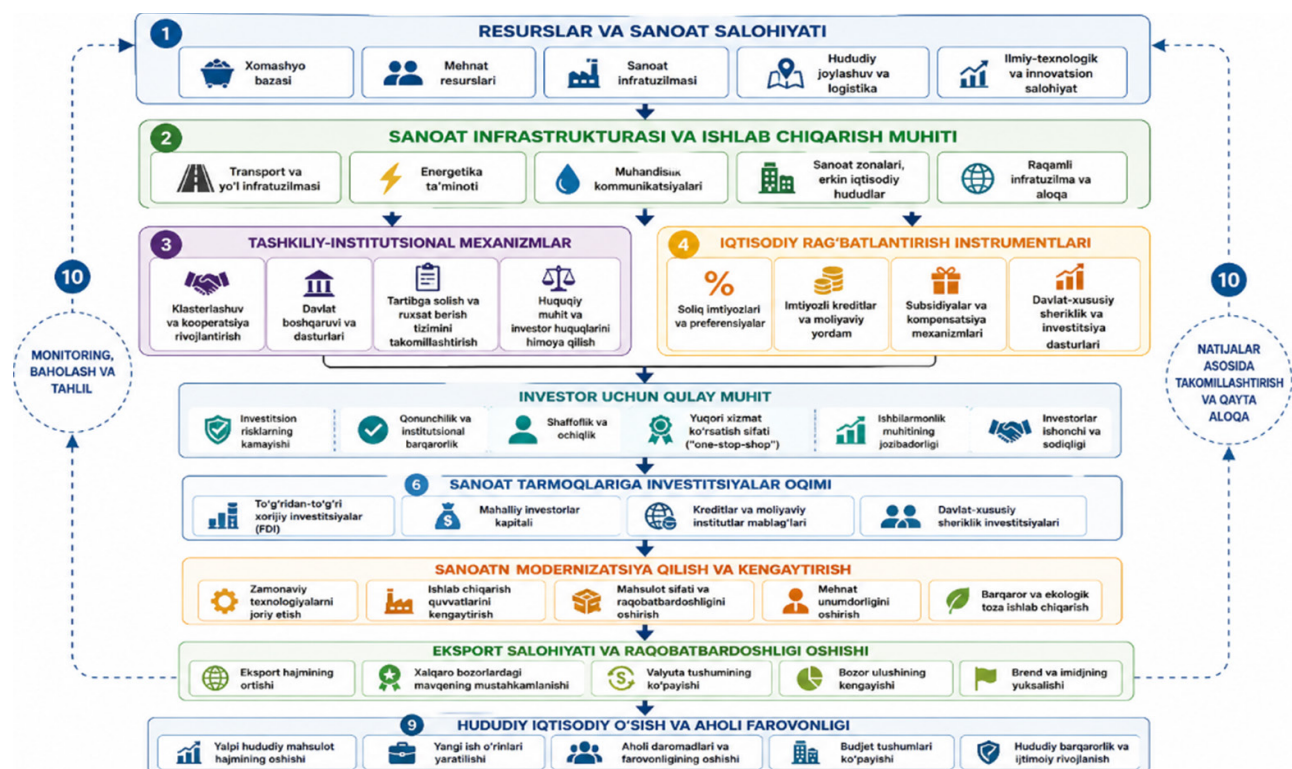 1
RESURSLAR VA SANOAT SALOHIYATI
Xomashyo
bazasi
Mehnat
resurslari
Sanoat
infratuzilmasi
Hududiy
joylashuv va
logistika
Ilmiy-texnologik
va innovatsion
salohiyat
2
SANOAT INFRASTRUKTURASI VA ISHLAB CHIQARISH MUHITI
Transport va
yo'l infratuzilmasi
Energetika
ta'minoti
Muhandislik
kommunikatsiyalari
Sanoat zonalari,
erkin iqtisodiy
hududlar
Raqamli
infratuzilma va
aloqa
3
TASHKILIY-INSTITUTSIONAL MEXANIZMLAR
Klasterlashuv
va kooperatsiya
rivojlantirish
Davlat
boshqaruvi va
dasturlari
Tartibga solish va
ruxsat berish
tizimini
takomillashtirish
Huquqiy
muhit va
investor huquqlarini
himoya qilish
4
IQTISODIY RAG'BATLANTIRISH INSTRUMENTLARI
%
Soliq imtiyozlari
va preferensiyalar
Imtiyozli kreditlar
va moliyaviy
yordam
Subsidiyalar va
kompensatsiya
mexanizmlari
Davlat-xususiy
sheriklik va
investitsiya
dasturlari
10
MONITORING,
BAHOLASH VA
TAHLIL
10
NATIJALAR
ASOSIDA
TAKOMILLASHTIRISH
VA QAYTA
ALOQA
INVESTOR UCHUN QULAY MUHIT
Investitsion
risklarning
kamayishi
Qonunchilik va
institutsional
barqarorlik
Shaffoflik va
ochiqlik
Yuqori xizmat
ko'rsatish sifati
("one-stop-shop")
Ishbilarmonlik
muhitining
jozibadorligi
Investorlar
ishonchi va
sodiqligi
6
SANOAT TARMOQLARIGA INVESTITSIYALAR OQIMI
To'g'ridan-to'g'ri
xorijiy investitsiyalar
(FDI)
$
Mahalliy investorlar
kapitali
Kreditlar va moliyaviy
institutlar mablag'lari
Davlat-xususiy
sheriklik investitsiyalari
SANOATN MODERNIZATSIYA QILISH VA KENGAYTIRISH
Zamonaviy
texnologiyalarni
joriy etish
Ishlab chiqarish
quvvatlarini
kengaytirish
Mahsulot sifati va
raqobatbardoshligini
oshirish
Mehnat
unumdorligini
oshirish
Barqaror va ekologik
toza ishlab chiqarish
EKSPORT SALOHIYATI VA RAQOBATBARDOSHLIGI OSHISHI
Eksport hajmining
ortishi
Xalqaro bozorlardagi
mavqening mustahkamlanishi
$
Valyuta tushumining
ko'payishi
Bozor ulushining
kengayishi
Brend va imidjning
yuksalishi
9
HUDUDIY IQTISODIY O'SISH VA AHOLI FAROVONLIGI
Yalpi hududiy mahsulot
hajmining oshishi
Yangi ish o'rinlari
yaratilishi
Aholi daromadlari va
farovonligining oshishi
Budjet tushumlari
ko'payishi
Hududiy barqarorlik va
ijtimoiy rivojlanish